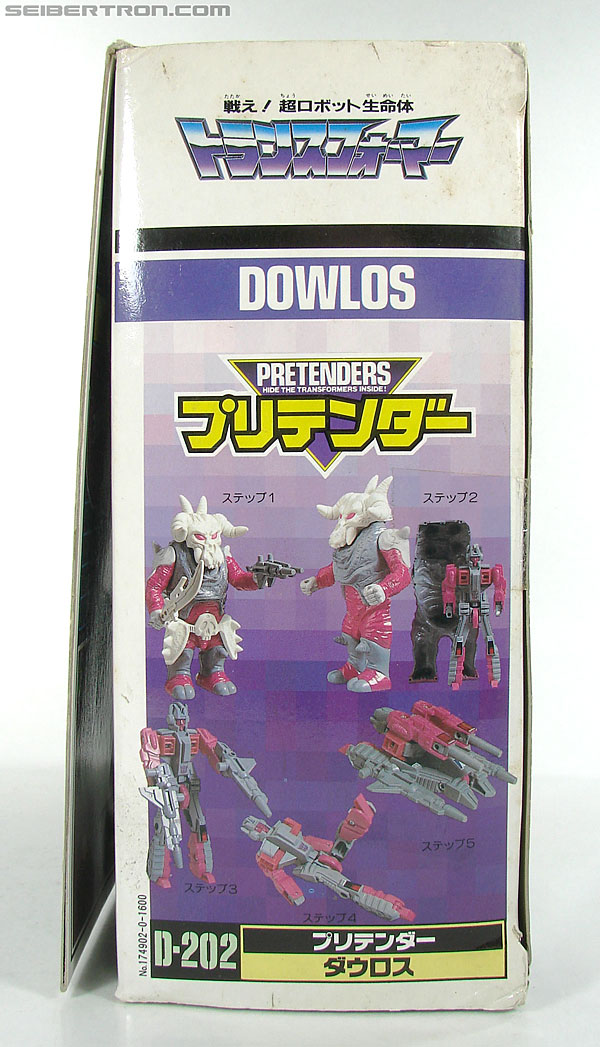 SEIBERTRON.COM
たたか ちょう せい めい たい
戦え！超ロボット生命体
トランスフォーマー
DOWLOS
PRETENDERS
HIDE THE TRANSFORMERS INSIDE!
プリテンダー
ステップ1
ステップ2
ステップ3
ステップ4
ステップ5
No.174902-0-1600
D-202
プリテンダー
ダウロス